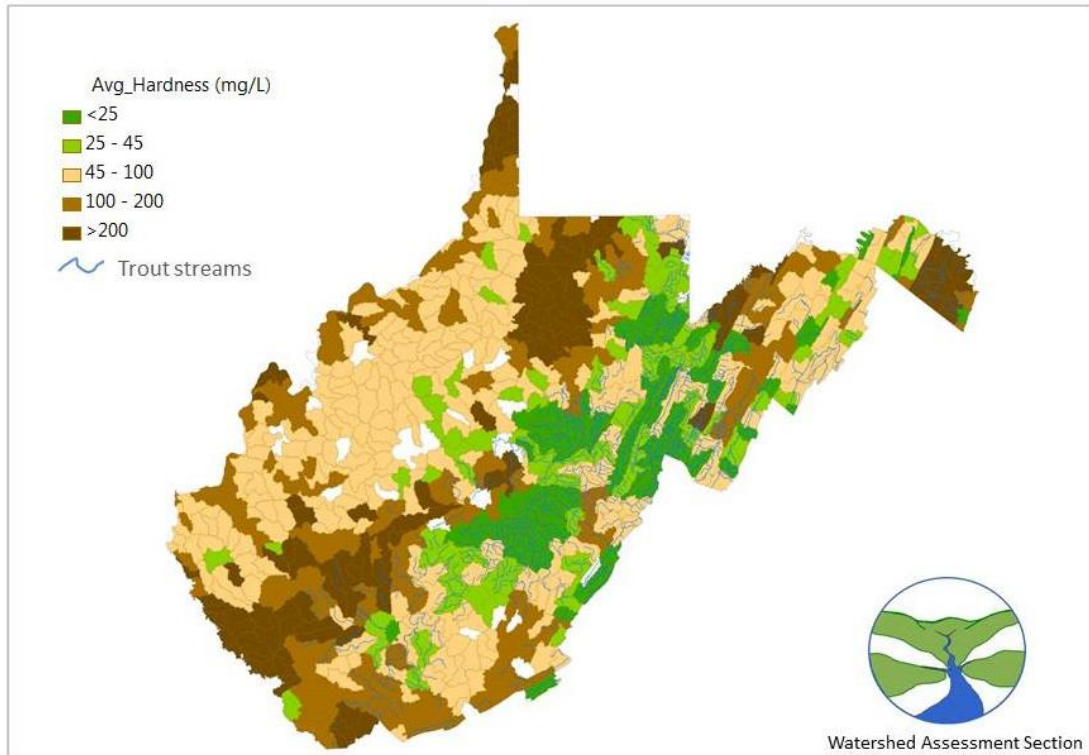 Avg_Hardness (mg/L)
<25
25 - 45
45 - 100
100 - 200
>200
Trout streams
Watershed Assessment Section